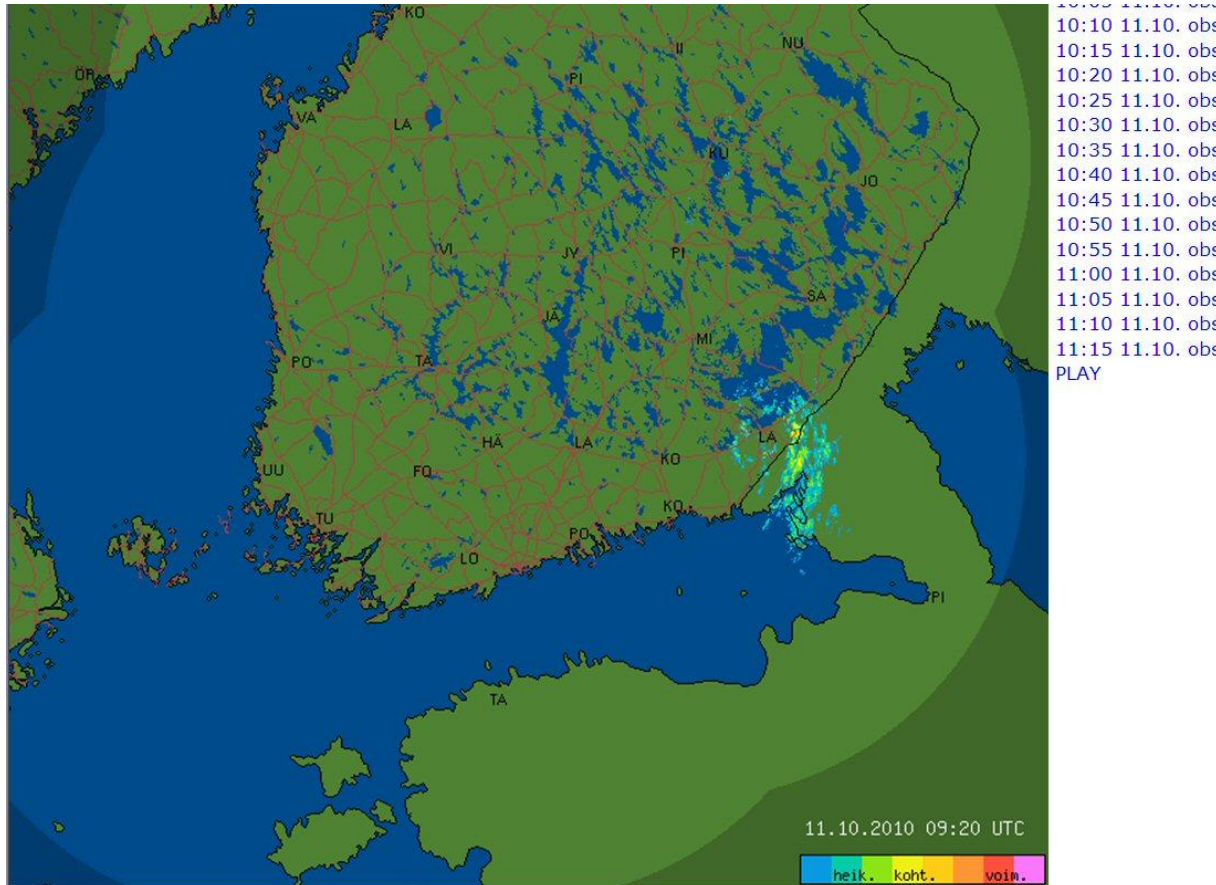 KO
10:10 11.10. obs
II
NU
10:15 11.10. obs
ÖR
PI
10:20 11.10. obs
10:25 11.10. obs
VA
LA
10:30 11.10. obs
KU
10:35 11.10. obs
JO
10:40 11.10. obs
10:45 11.10. obs
10:50 11.10. obs
VI
JY
PI
10:55 11.10. obs
11:00 11.10. obs
SA
11:05 11.10. obs
JÄ
11:10 11.10. obs
MI
11:15 11.10. obs
PO
TA
PLAY
HÄ
LA
LA
UU
FO
KO
TU
KO
LO
PO
PI
TA
11.10.2010 09:20 UTC
heik. koht. voim.